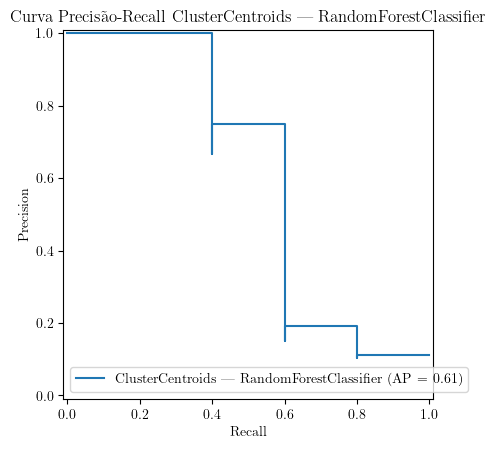 Curva Precisão-Recall ClusterCentroids — RandomForestClassifier
1.0
0.8
0.6
0.4
0.2
0.0
Precision
ClusterCentroids — RandomForestClassifier (AP = 0.61)
0.0 0.2 0.4 0.6 0.8 1.0
Recall